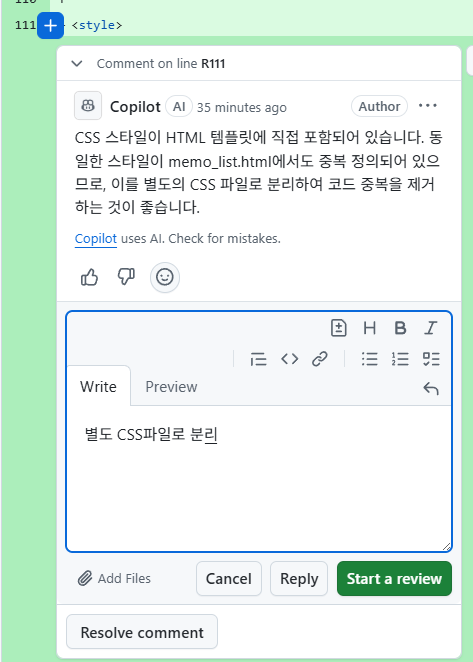 111 + <style>
Comment on line R111
Copilot AI 35 minutes ago Author ...
CSS 스타일이 HTML 템플릿에 직접 포함되어 있습니다. 동
일한 스타일이 memo_list.html에서도 중복 정의되어 있으
므로, 이를 별도의 CSS 파일로 분리하여 코드 중복을 제거
하는 것이 좋습니다.
Copilot uses AI. Check for mistakes.
H B I
Write Preview
별도 CSS파일로 분리
Add Files Cancel Reply Start a review
Resolve comment